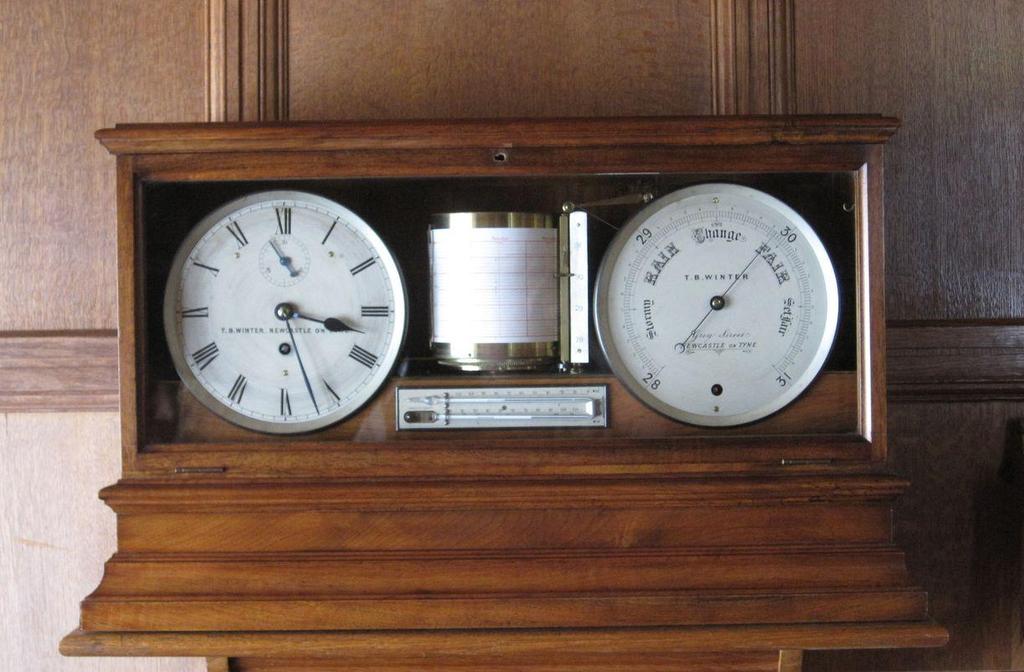 XII
I
II
III
IIII
V
VI
VII
VIII
IX
X
XI
T. B. WINTER. NEWCASTLE ON TYNE
28
29
30
31
Stormy
RAIN
Change
FAIR
Set Fair
T. B. WINTER
Grey Street
NEWCASTLE ON TYNE